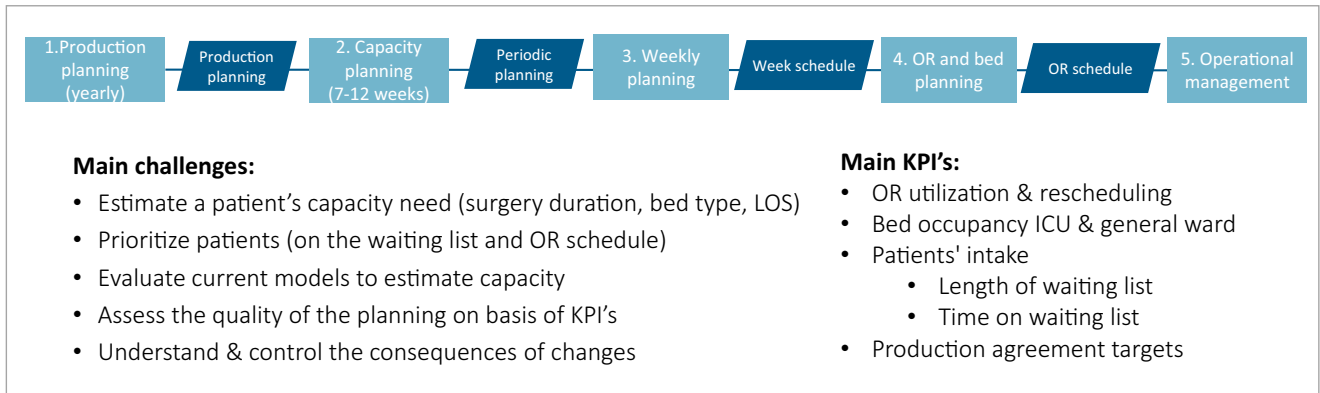 1.Production
planning
(yearly)
Production
planning
2. Capacity
planning
(7-12 weeks)
Periodic
planning
3. Weekly
planning
Week schedule
4. OR and bed
planning
OR schedule
5. Operational
management
Main challenges:
• Estimate a patient’s capacity need (surgery duration, bed type, LOS)
• Prioritize patients (on the waiting list and OR schedule)
• Evaluate current models to estimate capacity
• Assess the quality of the planning on basis of KPI’s
• Understand & control the consequences of changes
Main KPI’s:
• OR utilization & rescheduling
• Bed occupancy ICU & general ward
• Patients' intake
• Length of waiting list
• Time on waiting list
• Production agreement targets